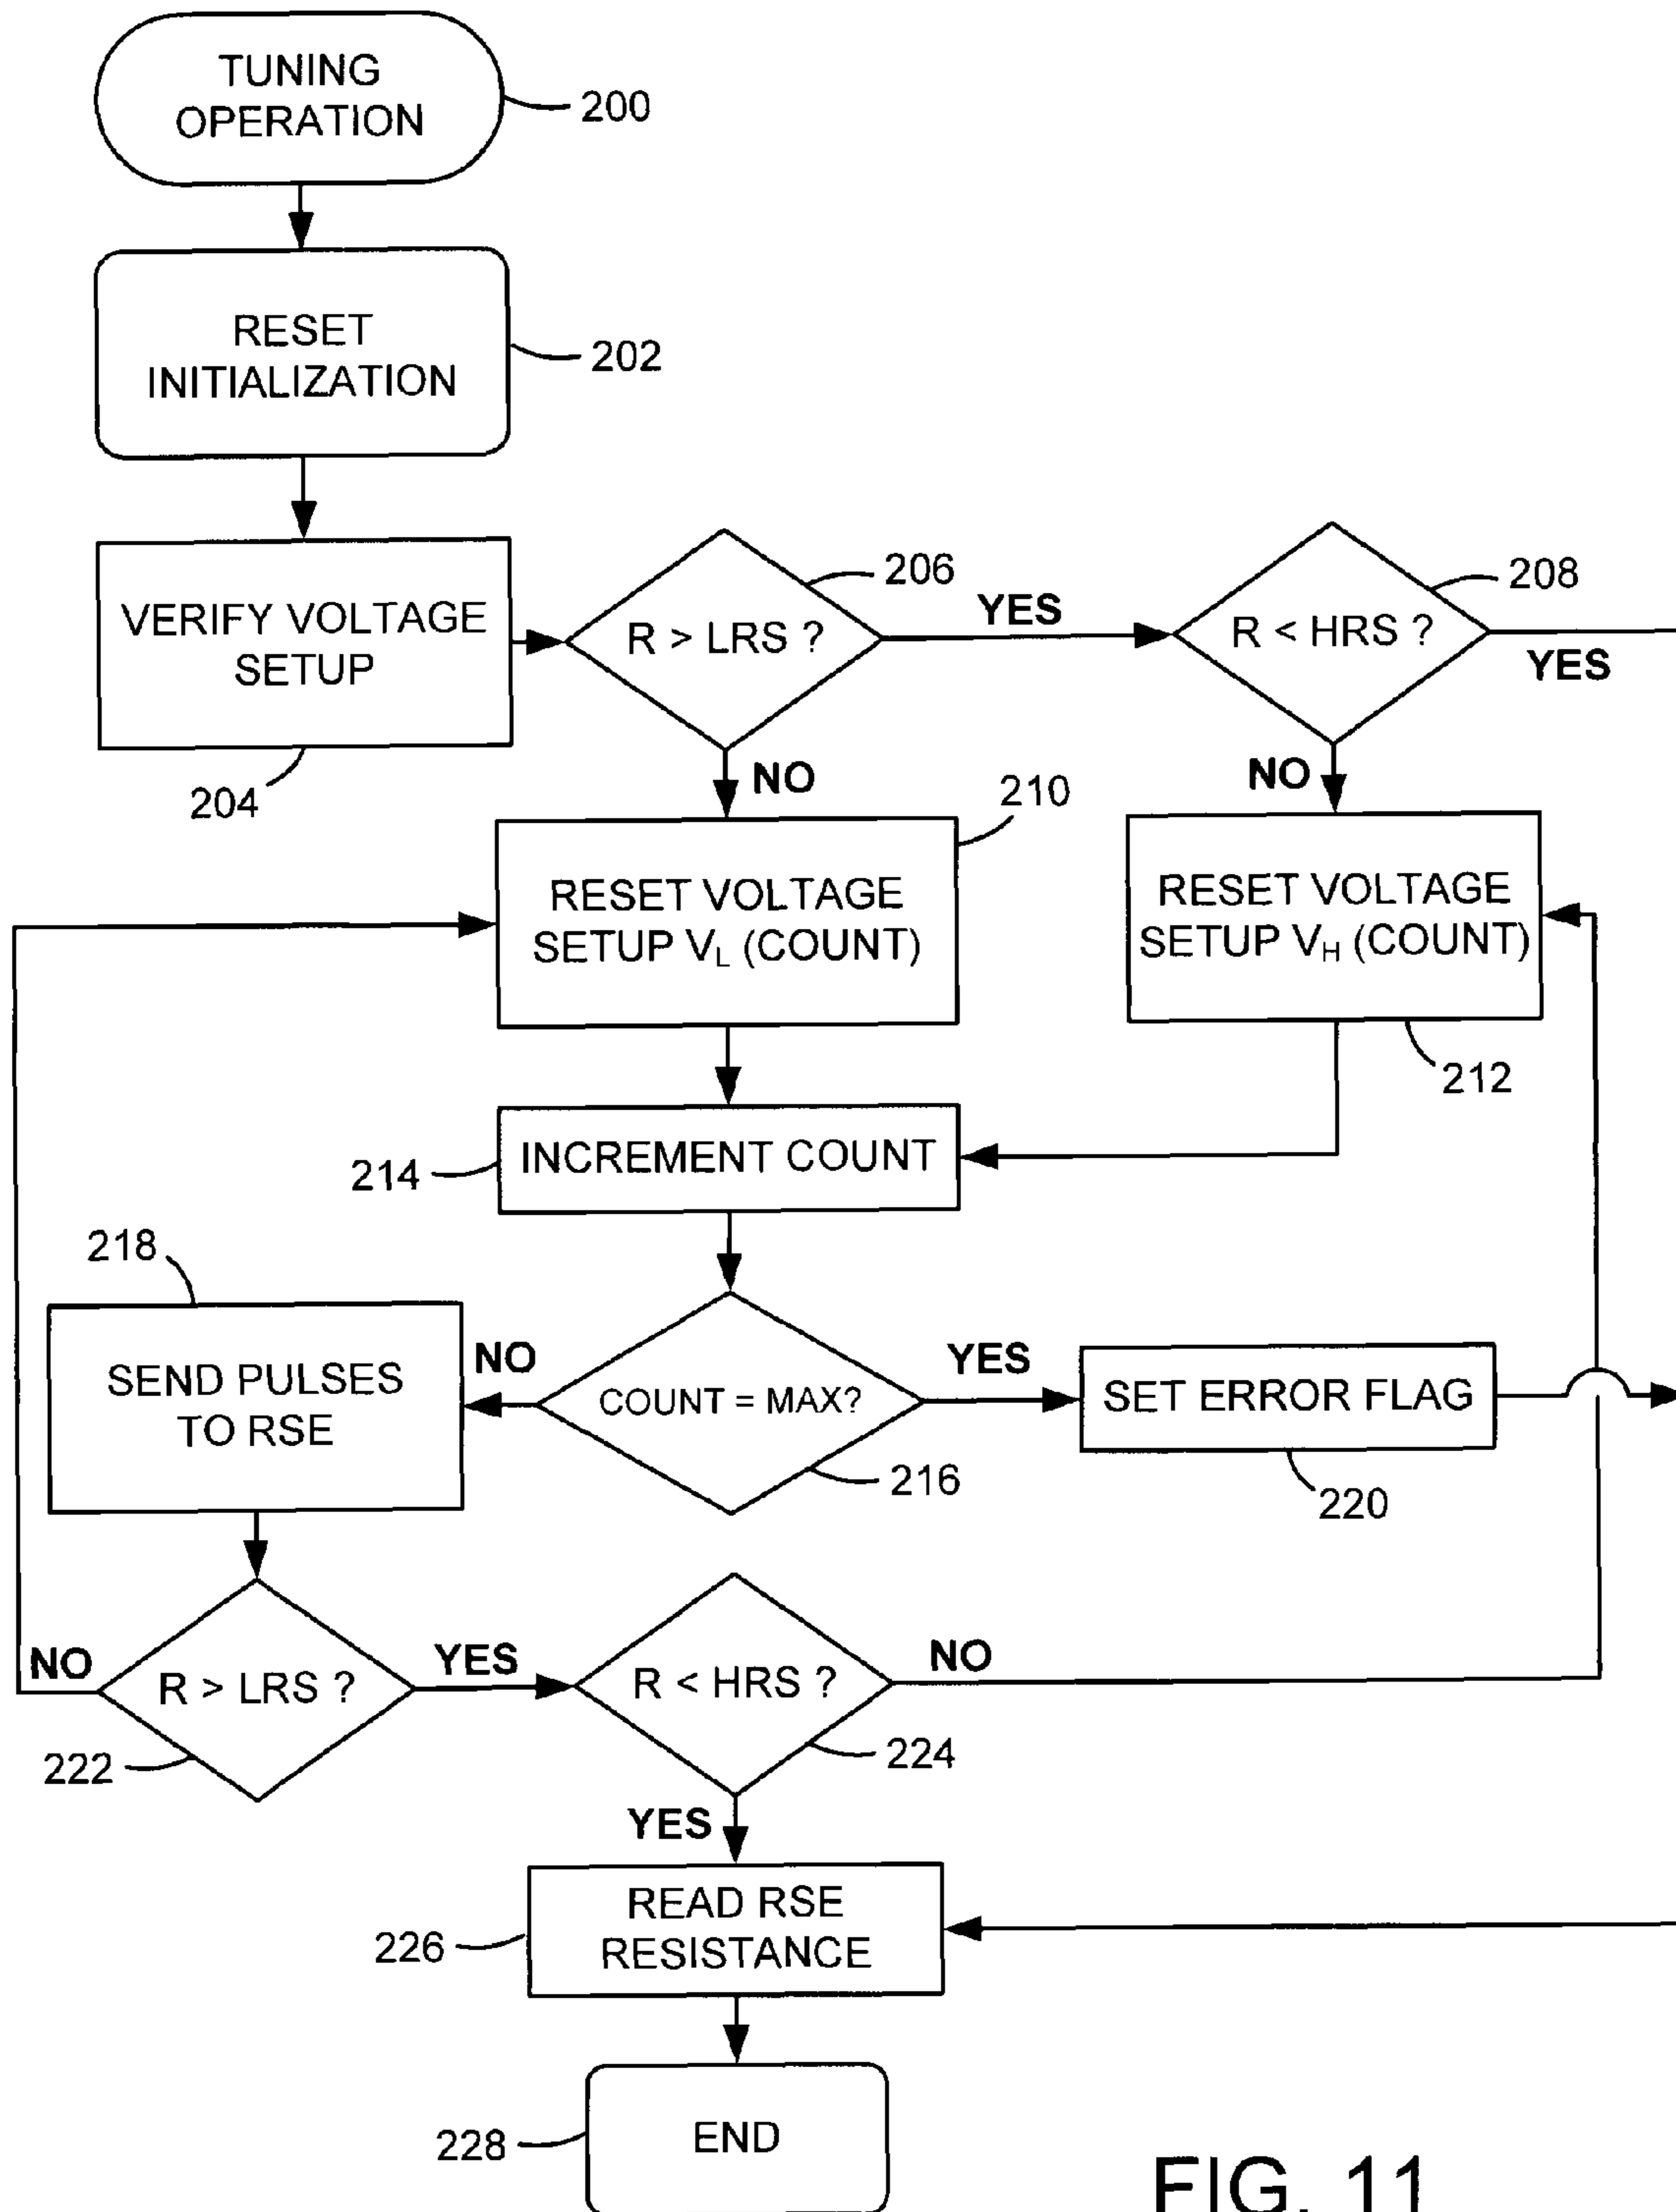 TUNING
OPERATION
200
RESET
INITIALIZATION
202
VERIFY VOLTAGE
SETUP
204
R > LRS ?
206
YES
R < HRS ?
208
YES
NO
NO
210
RESET VOLTAGE
SETUP VL (COUNT)
RESET VOLTAGE
SETUP VH (COUNT)
212
INCREMENT COUNT
214
218
SEND PULSES
TO RSE
NO
COUNT = MAX?
216
YES
SET ERROR FLAG
220
NO
R > LRS ?
222
YES
R < HRS ?
224
NO
YES
READ RSE
RESISTANCE
226
END
228
FIG. 11